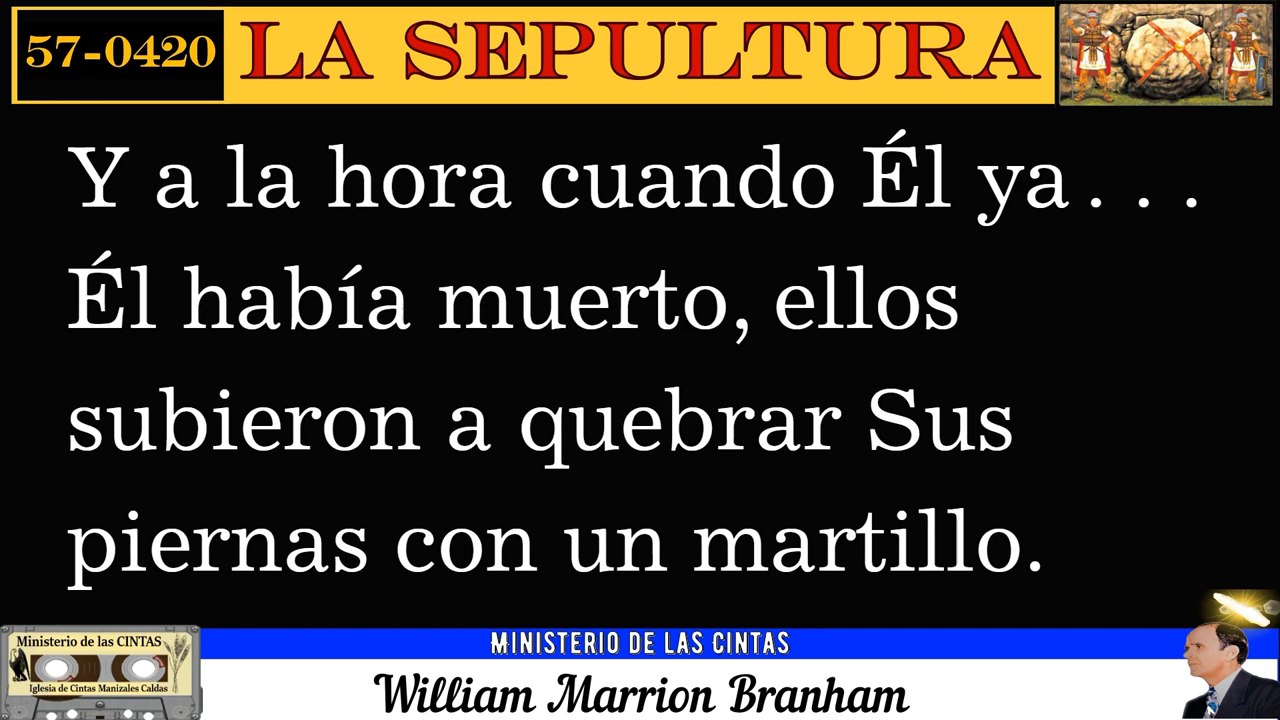 57-0420 LA SEPULTURA
Y a la hora cuando Él ya . . .
Él había muerto, ellos
subieron a quebrar Sus
piernas con un martillo.
MINISTERIO DE LAS CINTAS
William Marrion Branham
Ministerio de las CINTAS
Iglesia de Cintas Manizales Caldas